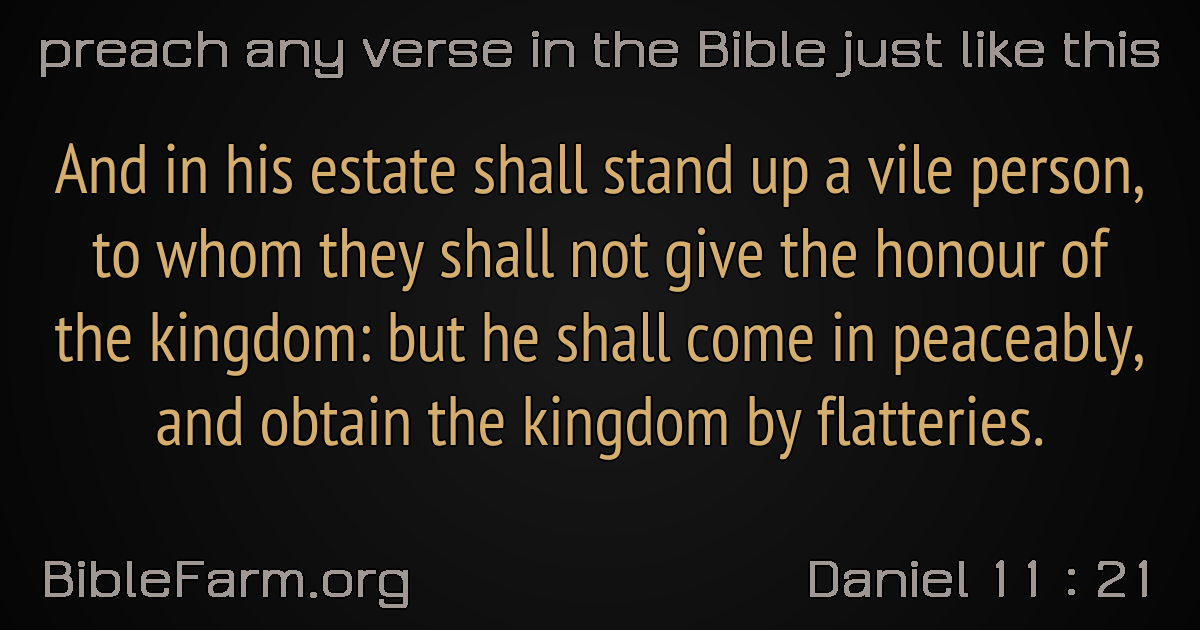 preach any verse in the Bible just like this
And in his estate shall stand up a vile person,
to whom they shall not give the honour of
the kingdom: but he shall come in peaceably,
and obtain the kingdom by flatteries.
BibleFarm.org
Daniel 11 : 21